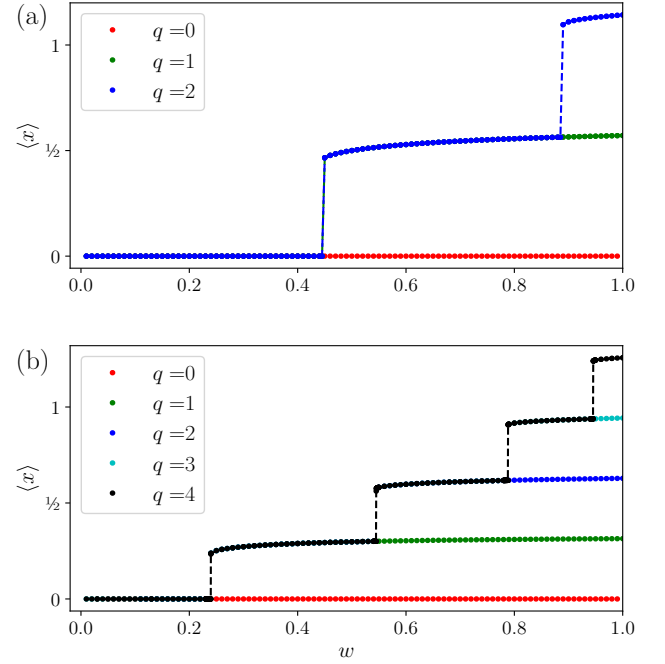 (a)
q =0
q =1
q =2
1
½
0
⟨x⟩
0.0 0.2 0.4 0.6 0.8 1.0
(b)
q =0
q =1
q =2
q =3
q =4
1
½
0
⟨x⟩
0.0 0.2 0.4 0.6 0.8 1.0
w